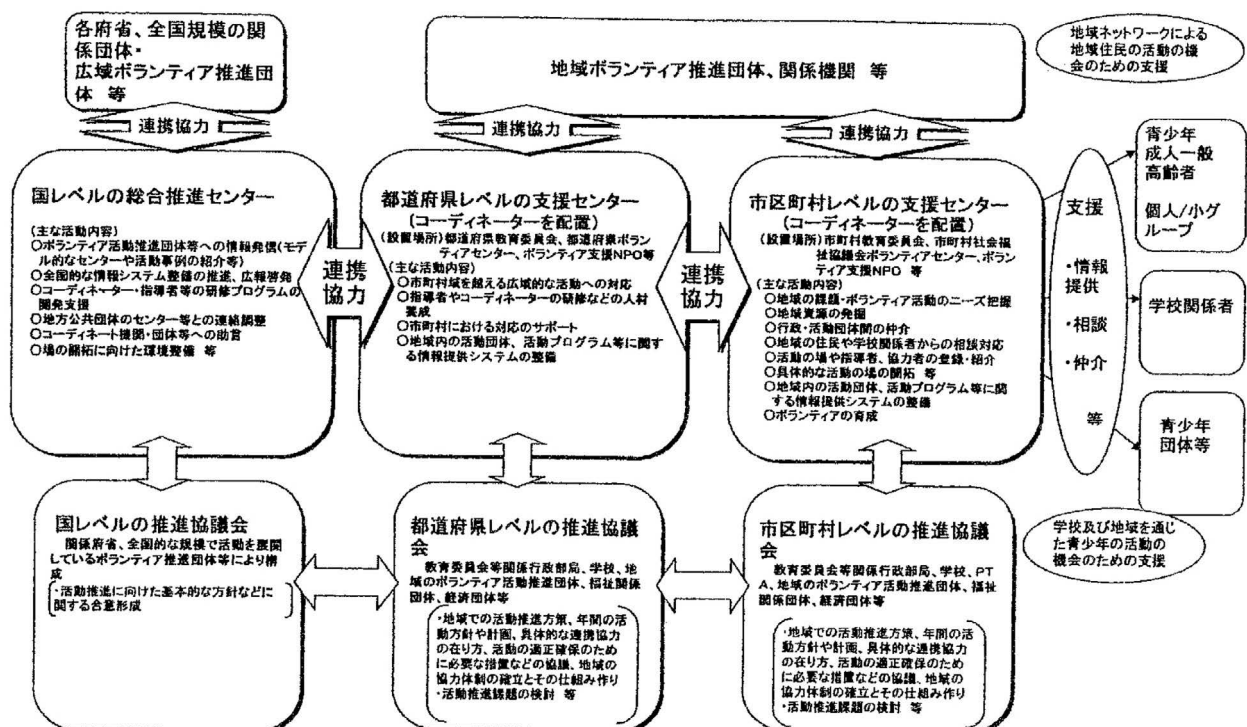 各府省、全国規模の関
係団体・
広域ボランティア推進団
体 等
地域ボランティア推進団体、関係機関 等
地域ネットワークによる
地域住民の活動の機
会のための支援
連携協力
連携協力
連携協力
国レベルの総合推進センター
(主な活動内容)
○ボランティア活動推進団体等への情報発信(モデ
ル的なセンターや活動事例の紹介等)
○全国的な情報システム整備の推進、広報啓発
○コーディネーター・指導者等の研修プログラムの
開発支援
○地方公共団体のセンター等との連絡調整
○コーディネート機関・団体等への助言
○場の開拓に向けた環境整備 等
連携
協力
都道府県レベルの支援センター
(コーディネーターを配置)
(設置場所)都道府県教育委員会、都道府県ボラン
ティアセンター、ボランティア支援NPO等
(主な活動内容)
○市町村域を越える広域的な活動への対応
○指導者やコーディネーターの研修などの人材
養成
○市町村における対応のサポート
○地域内の活動団体、活動プログラム等に関す
る情報提供システムの整備
連携
協力
市区町村レベルの支援センター
(コーディネーターを配置)
(設置場所)市町村教育委員会、市町村社会福
祉協議会ボランティアセンター、ボラン
ティア支援NPO 等
(主な活動内容)
○地域の課題・ボランティア活動のニーズ把握
○地域資源の発掘
○行政・活動団体間の仲介
○地域の住民や学校関係者からの相談対応
○活動の場や指導者、協力者の登録・紹介
○具体的な活動の場の開拓 等
○地域内の活動団体、活動プログラム等に関
する情報提供システムの整備
○ボランティアの育成
支援
・情報
提供
・相談
・仲介
等
青少年
成人一般
高齢者
個人/小グ
ループ
学校関係者
青少年
団体等
国レベルの推進協議会
関係府省、全国的な規模で活動を展開
しているボランティア推進団体等により構
成
・活動推進に向けた基本的な方針などに
関する合意形成
都道府県レベルの推進協議
会
教育委員会等関係行政部局、学校、地
域のボランティア活動推進団体、福祉関係
団体、経済団体等
・地域での活動推進方策、年間の活
動方針や計画、具体的な連携協力
の在り方、活動の適正確保のため
に必要な措置などの協議、地域の
協力体制の確立とその仕組み作り
・活動推進課題の検討 等
市区町村レベルの推進協議
会
教育委員会等関係行政部局、学校、PT
A、地域のボランティア活動推進団体、福祉
関係団体、経済団体等
・地域での活動推進方策、年間の活
動方針や計画、具体的な連携協力
の在り方、活動の適正確保のため
に必要な措置などの協議、地域の
協力体制の確立とその仕組み作り
・活動推進課題の検討 等
学校及び地域を通じ
た青少年の活動の
機会のための支援